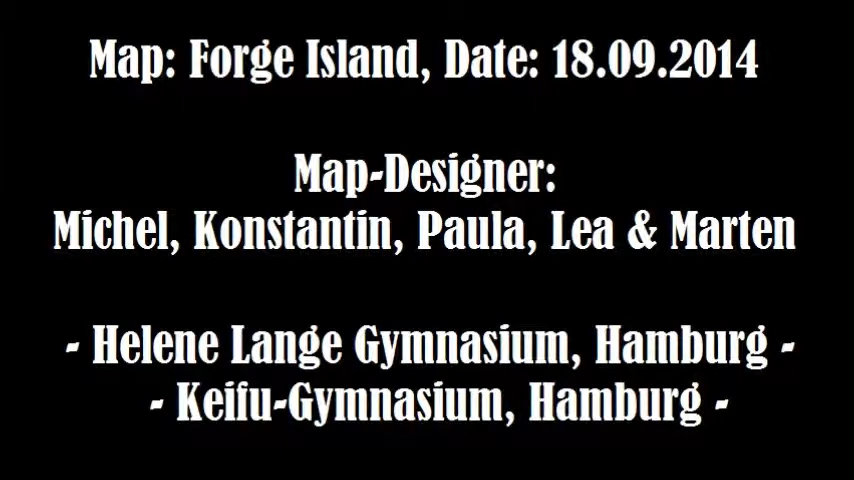 Map: Forge Island, Date: 18.09.2014
Map-Designer:
Michel, Konstantin, Paula, Lea & Marten
- Helene Lange Gymnasium, Hamburg -
- Keifu-Gymnasium, Hamburg -